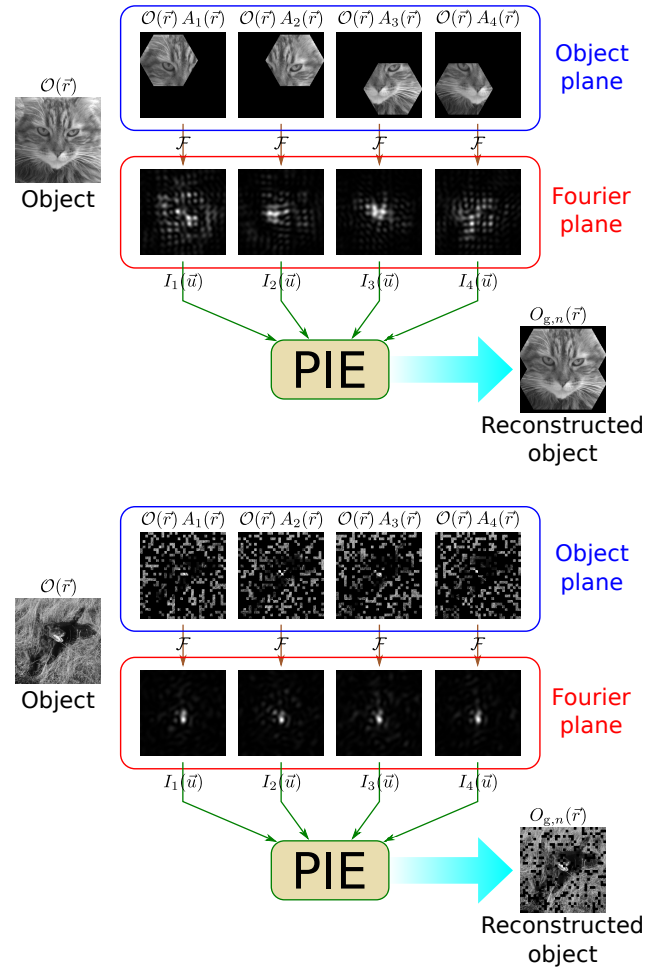 𝒪(r⃗) A₁(r⃗) 𝒪(r⃗) A₂(r⃗) 𝒪(r⃗) A₃(r⃗) 𝒪(r⃗) A₄(r⃗)
Object
plane
𝒪(r⃗)
Object
ℱ ℱ ℱ ℱ
Fourier
plane
I₁(u⃗) I₂(u⃗) I₃(u⃗) I₄(u⃗)
PIE
O_{g,n}(r⃗)
Reconstructed
object
𝒪(r⃗) A₁(r⃗) 𝒪(r⃗) A₂(r⃗) 𝒪(r⃗) A₃(r⃗) 𝒪(r⃗) A₄(r⃗)
Object
plane
𝒪(r⃗)
Object
ℱ ℱ ℱ ℱ
Fourier
plane
I₁(u⃗) I₂(u⃗) I₃(u⃗) I₄(u⃗)
PIE
O_{g,n}(r⃗)
Reconstructed
object